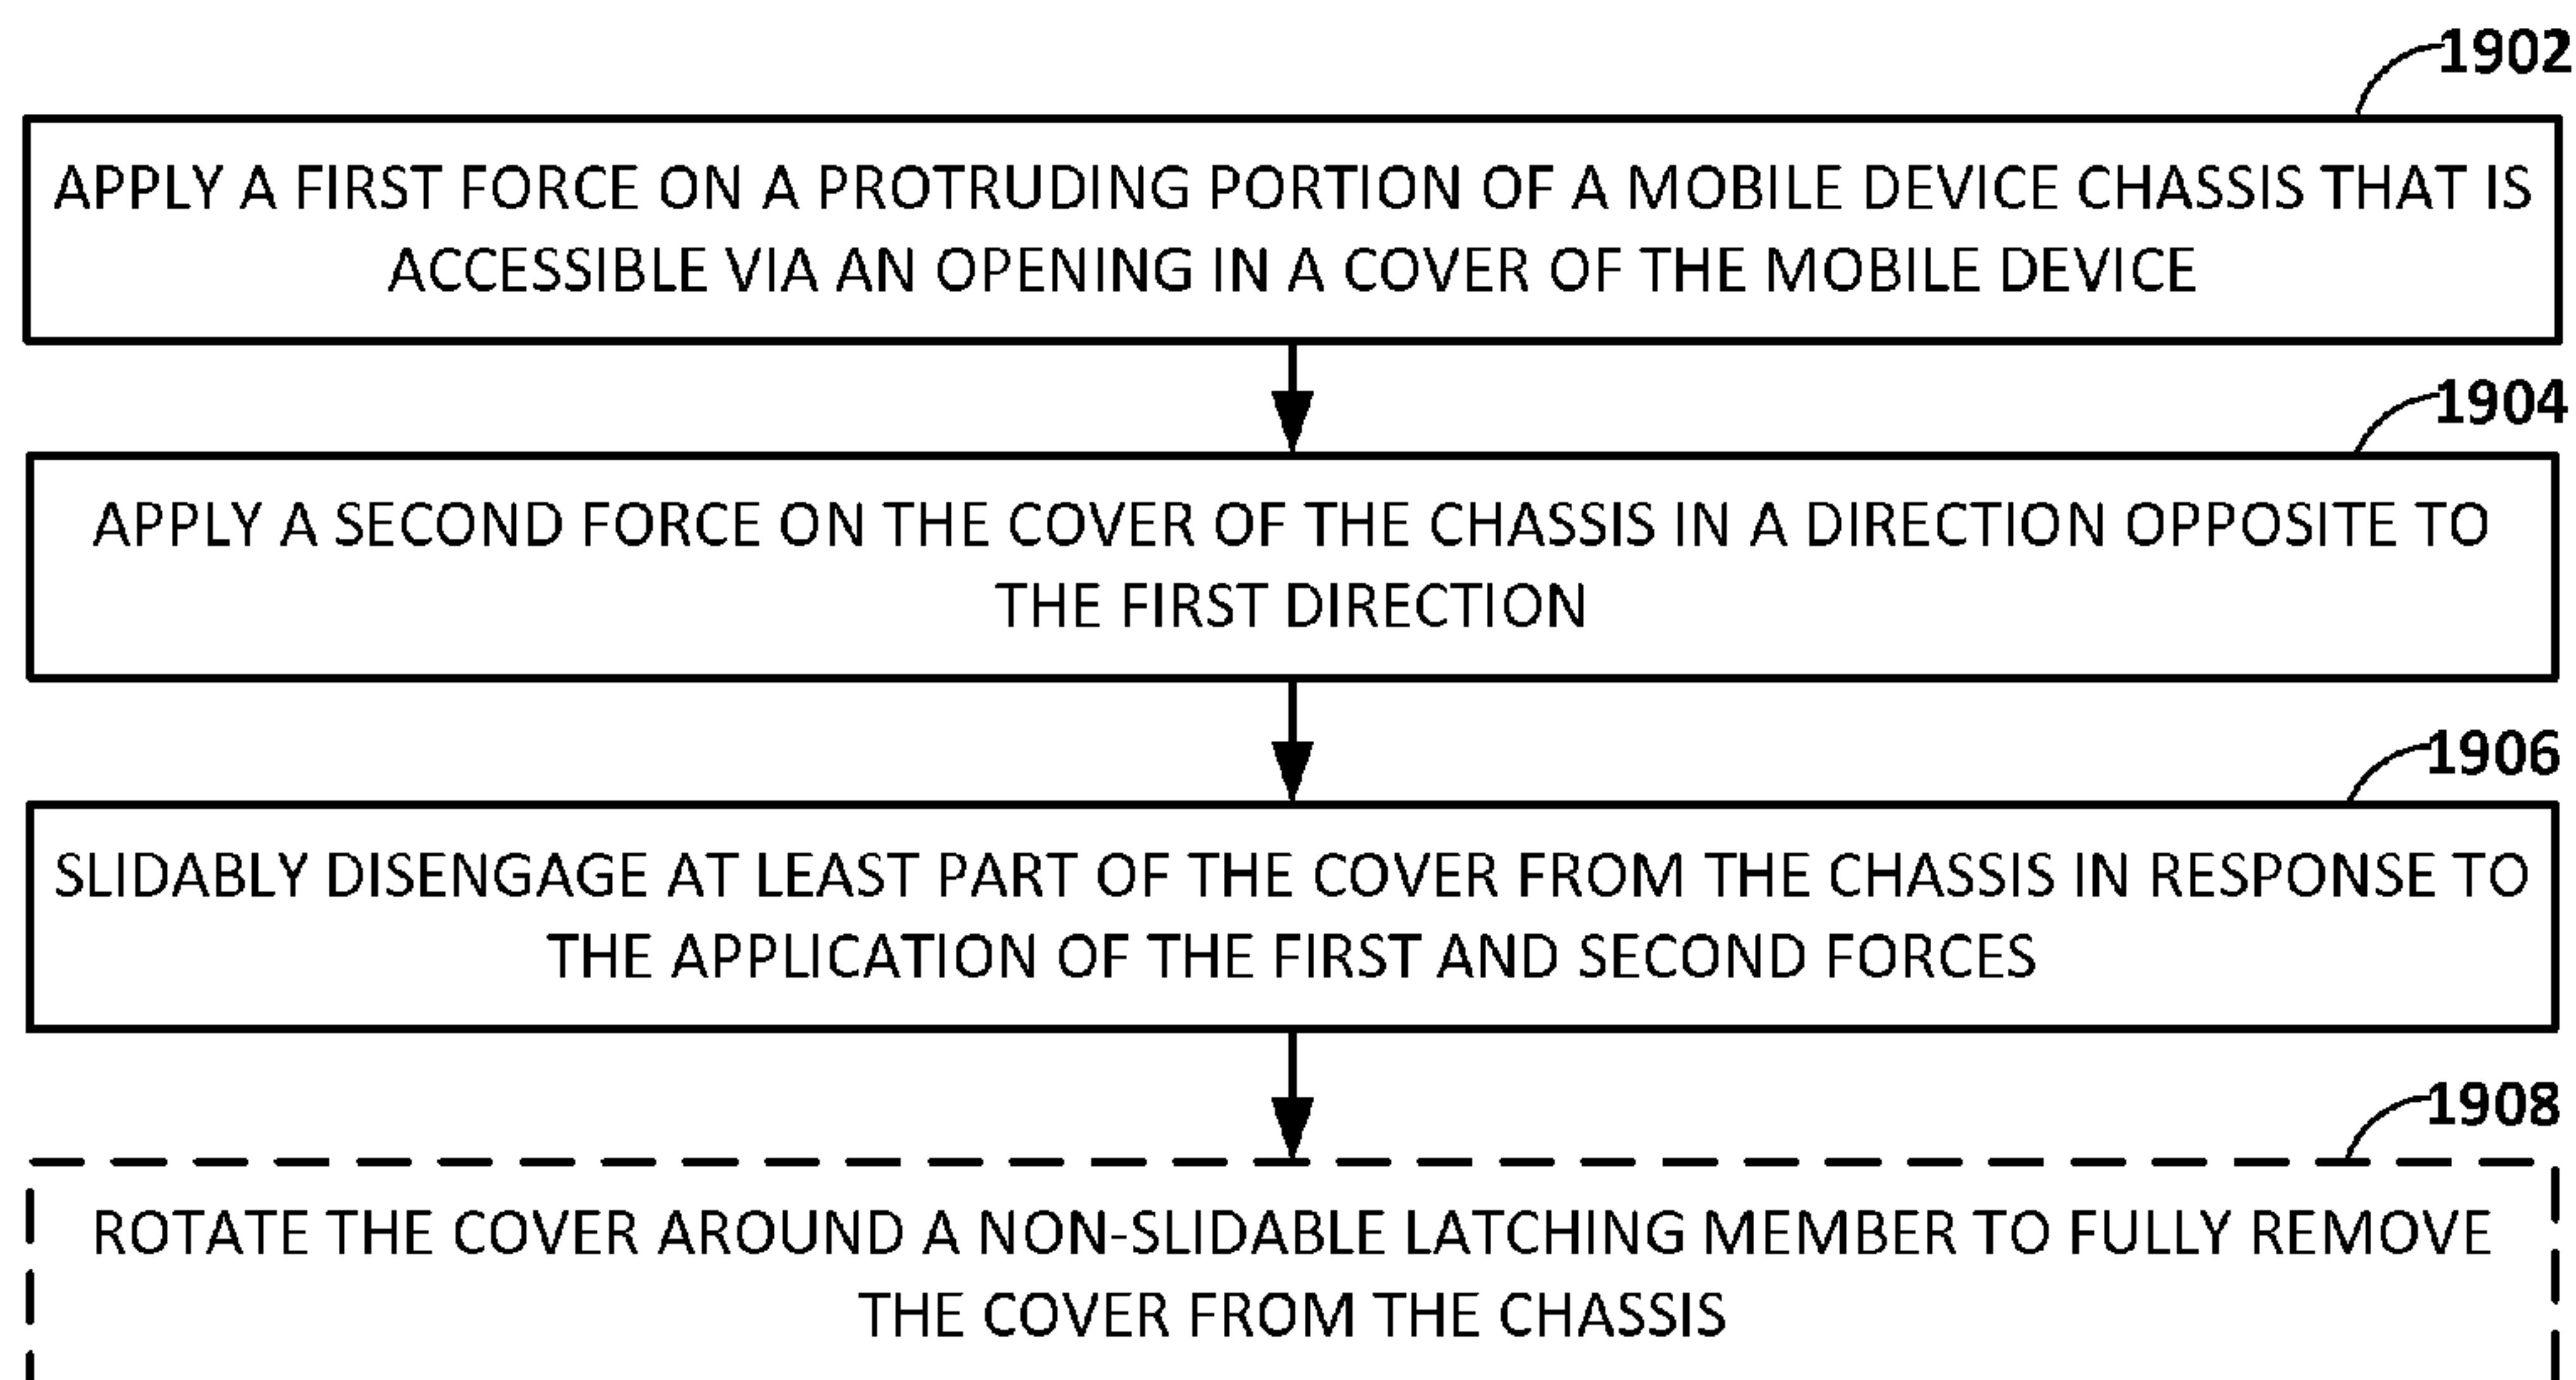 1902
APPLY A FIRST FORCE ON A PROTRUDING PORTION OF A MOBILE DEVICE CHASSIS THAT IS
ACCESSIBLE VIA AN OPENING IN A COVER OF THE MOBILE DEVICE
1904
APPLY A SECOND FORCE ON THE COVER OF THE CHASSIS IN A DIRECTION OPPOSITE TO
THE FIRST DIRECTION
1906
SLIDABLY DISENGAGE AT LEAST PART OF THE COVER FROM THE CHASSIS IN RESPONSE TO
THE APPLICATION OF THE FIRST AND SECOND FORCES
1908
ROTATE THE COVER AROUND A NON-SLIDABLE LATCHING MEMBER TO FULLY REMOVE
THE COVER FROM THE CHASSIS